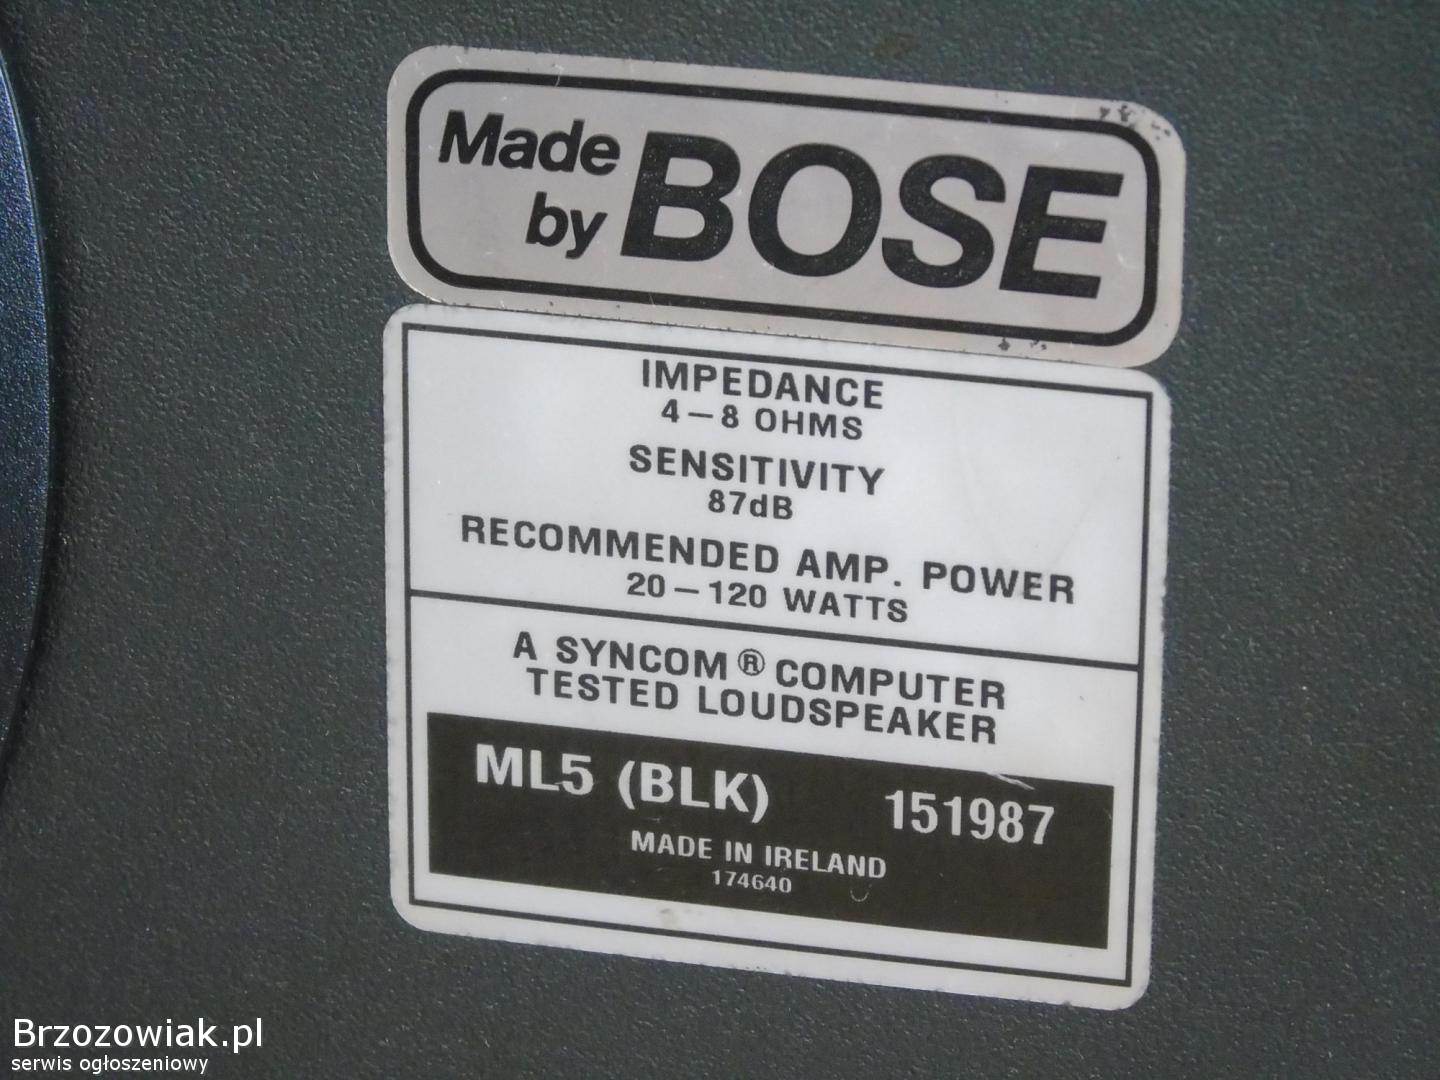 Made
by BOSE
IMPEDANCE
4–8 OHMS
SENSITIVITY
87dB
RECOMMENDED AMP. POWER
20–120 WATTS
A SYNCOM® COMPUTER
TESTED LOUDSPEAKER
ML5 (BLK) 151987
MADE IN IRELAND
174640
Brzozowiak.pl
serwis ogłoszeniowy